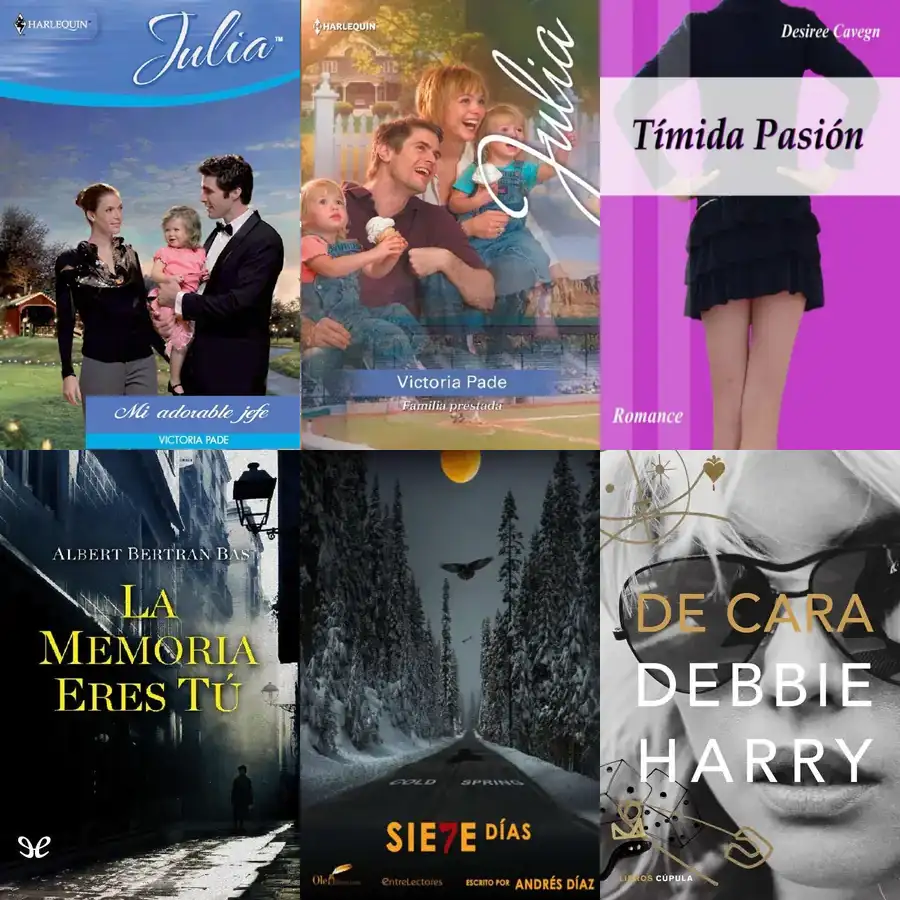 HARLEQUIN
Julia™
Mi adorable jefe
VICTORIA PADE
HARLEQUIN
Julia
Victoria Pade
Familia prestada
Desiree Cavegn
Tímida Pasión
Romance
ALBERT BERTRAN BAS
LA
MEMORIA
ERES TÚ
COLD SPRING
SIE7E DÍAS
entreLectores
ESCRITO POR ANDRÉS DÍAZ
DE CARA
DEBBIE
HARRY
LIBROS CÚPULA